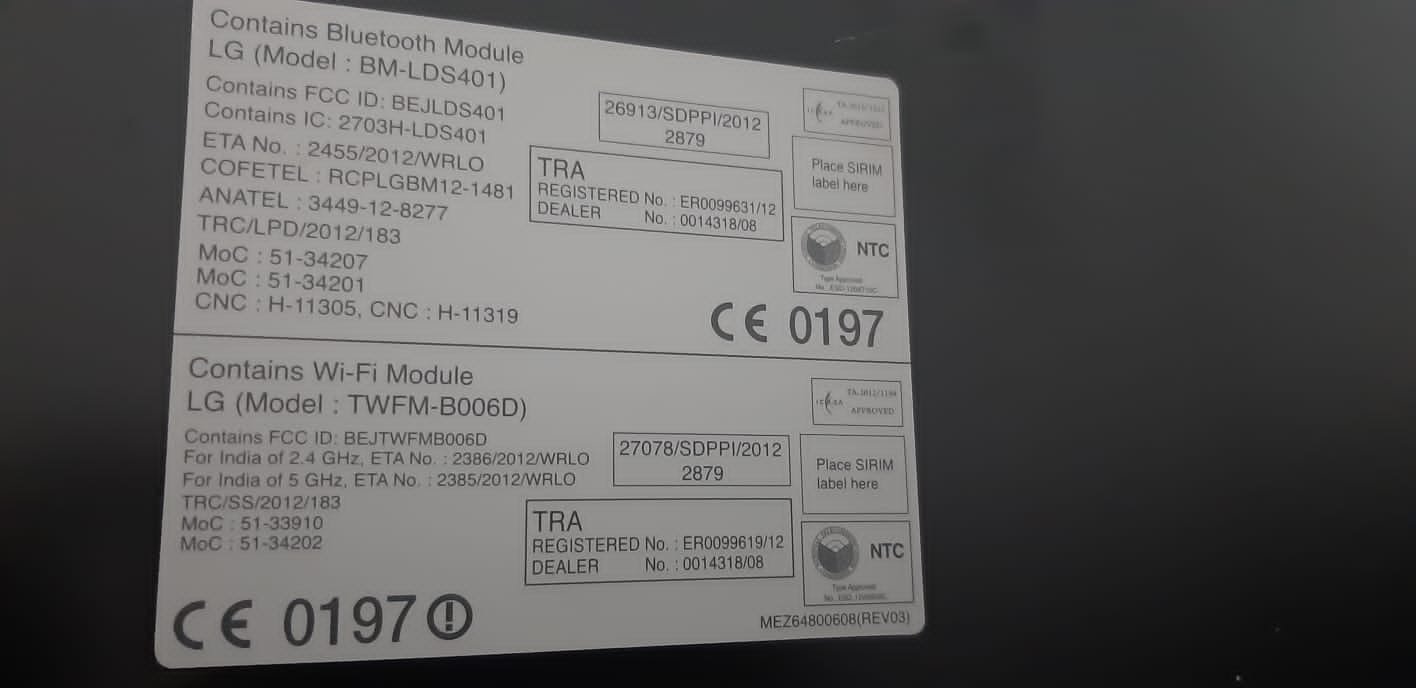 Contains Bluetooth Module
LG (Model : BM-LDS401)
Contains FCC ID: BEJLDS401
Contains IC: 2703H-LDS401
ETA No. : 2455/2012/WRLO
COFETEL : RCPLGBM12-1481
ANATEL : 3449-12-8277
TRC/LPD/2012/183
MoC : 51-34207
MoC : 51-34201
CNC : H-11305, CNC : H-11319
26913/SDPPI/2012
2879
TRA
REGISTERED No. : ER0099631/12
DEALER No. : 0014318/08
APPROVED
Place SIRIM
label here
NTC
Type Approved
CE 0197
Contains Wi-Fi Module
LG (Model : TWFM-B006D)
Contains FCC ID: BEJTWFMB006D
For India of 2.4 GHz, ETA No. : 2386/2012/WRLO
For India of 5 GHz, ETA No. : 2385/2012/WRLO
TRC/SS/2012/183
MoC : 51-33910
MoC : 51-34202
27078/SDPPI/2012
2879
TRA
REGISTERED No. : ER0099619/12
DEALER No. : 0014318/08
ICASA
APPROVED
Place SIRIM
label here
NTC
Type Approved
CE 0197
MEZ64800608(REV03)